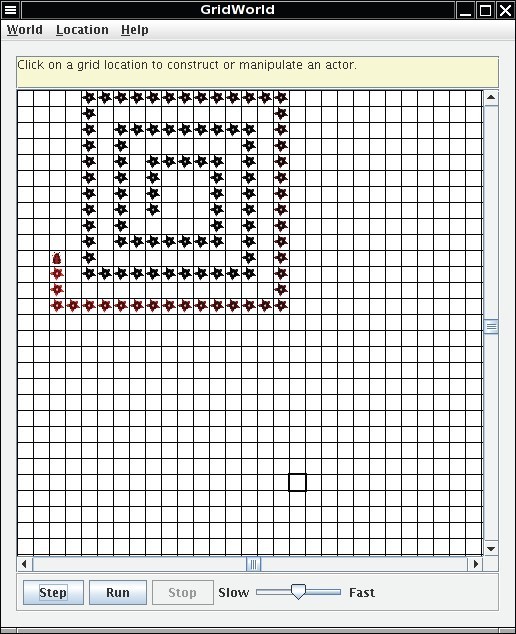 GridWorld
World Location Help
Click on a grid location to construct or manipulate an actor.
Step Run Stop Slow Fast